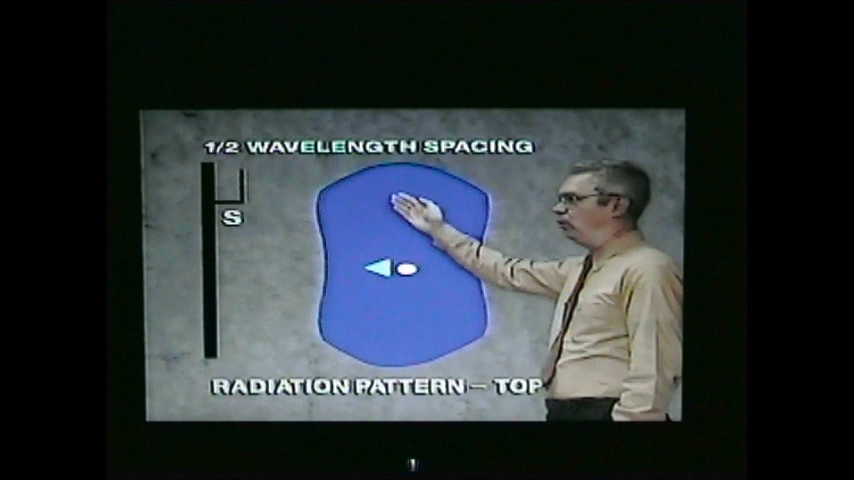 1/2 WAVELENGTH SPACING
S
RADIATION PATTERN – TOP